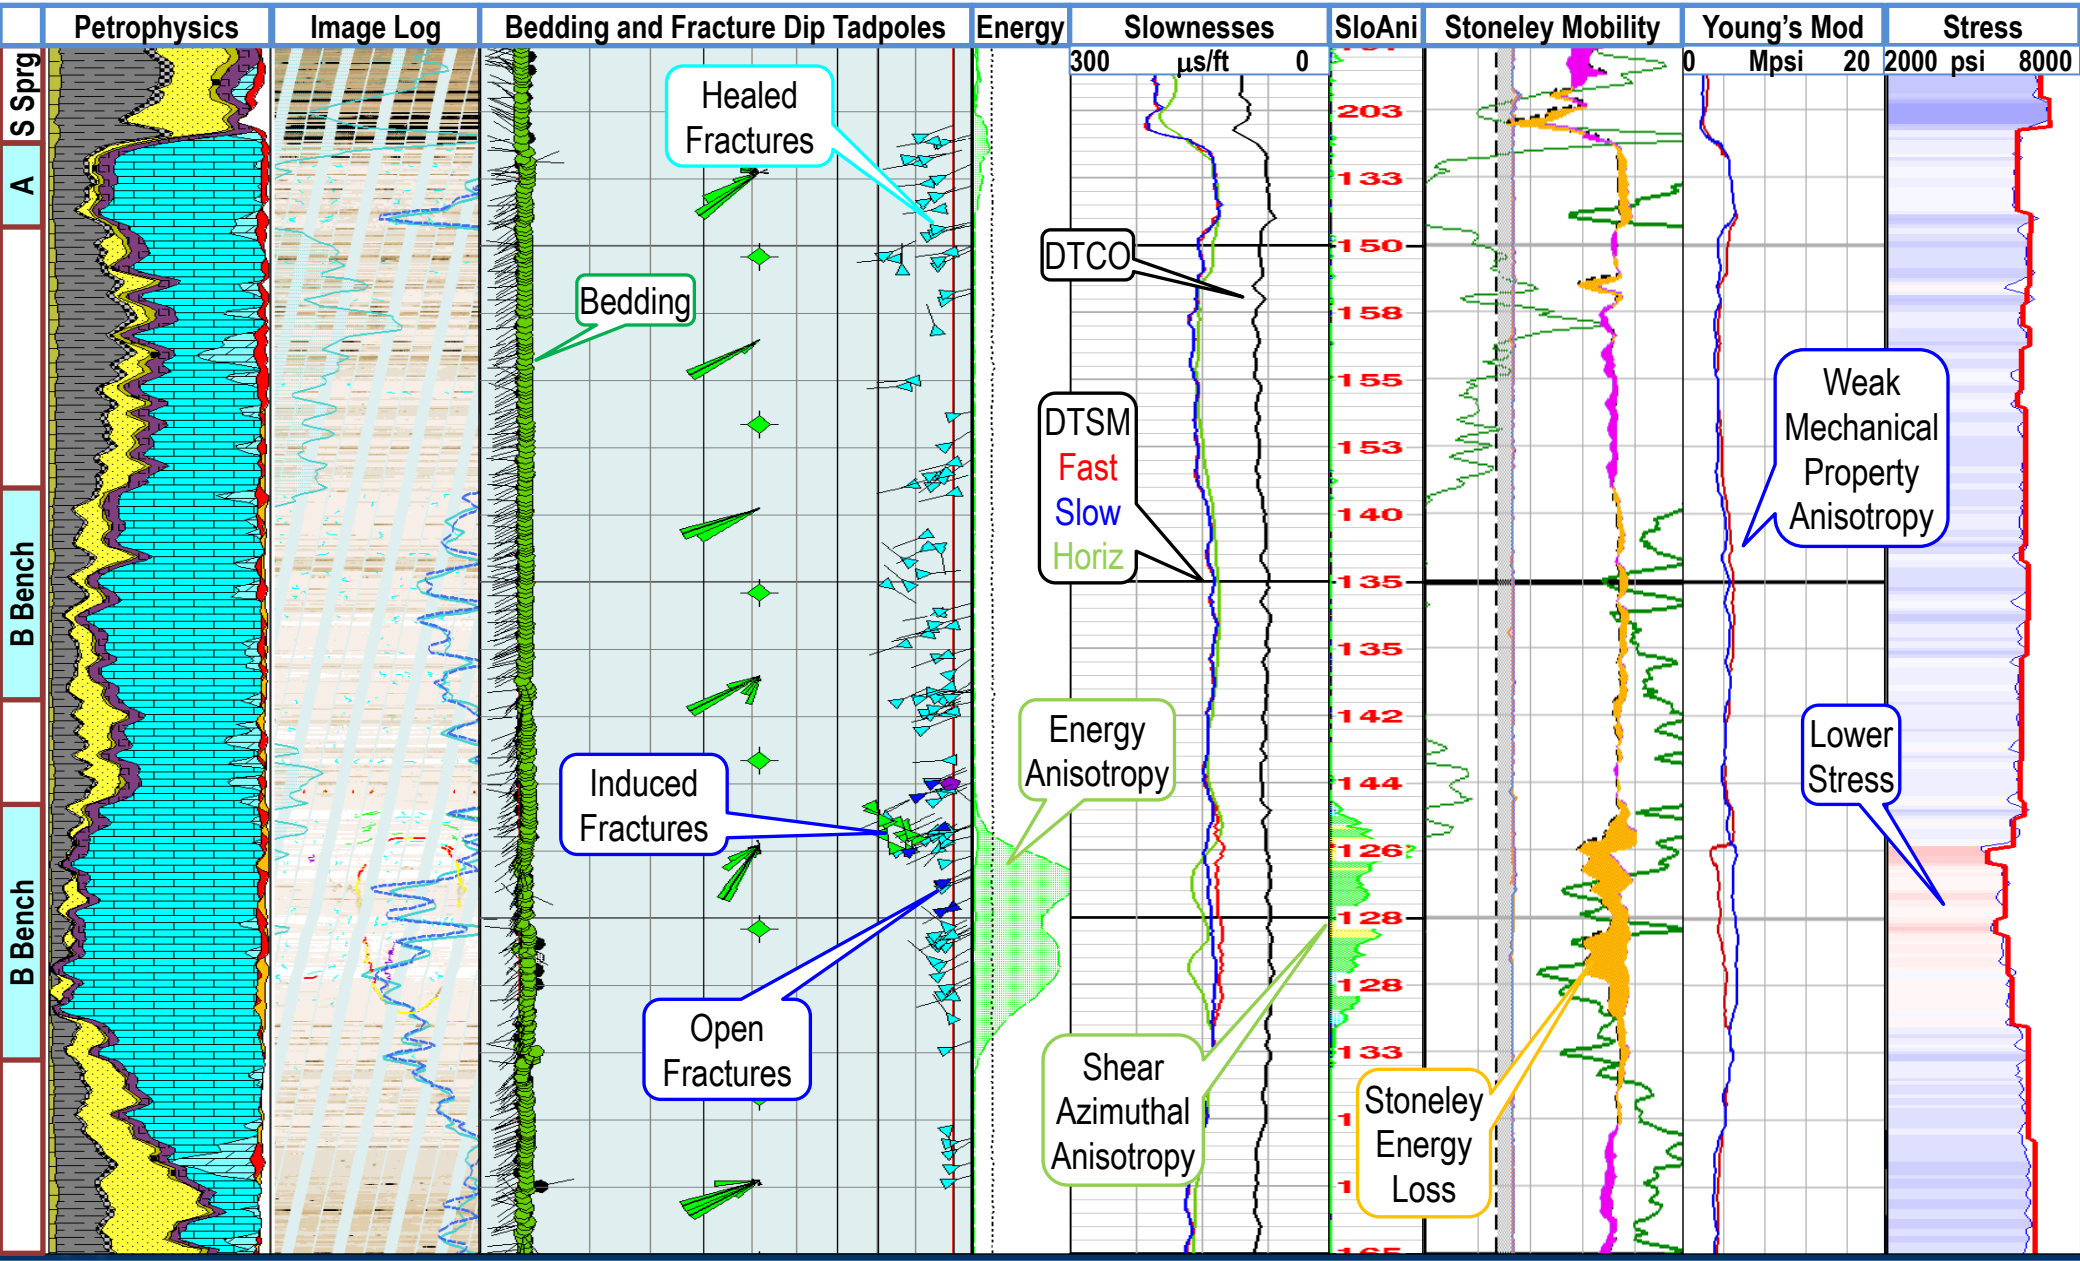 Petrophysics
Image Log
Bedding and Fracture Dip Tadpoles
Energy
Slownesses
SloAni
Stoneley Mobility
Young's Mod
Stress
300 µs/ft 0
0 Mpsi 20
2000 psi 8000
S Sprg
A
B Bench
B Bench
Healed
Fractures
Bedding
Induced
Fractures
Open
Fractures
DTCO
DTSM
Fast
Slow
Horiz
Energy
Anisotropy
Shear
Azimuthal
Anisotropy
Stoneley
Energy
Loss
Weak
Mechanical
Property
Anisotropy
Lower
Stress
203
133
150
158
155
153
140
135
135
142
144
126
128
128
133